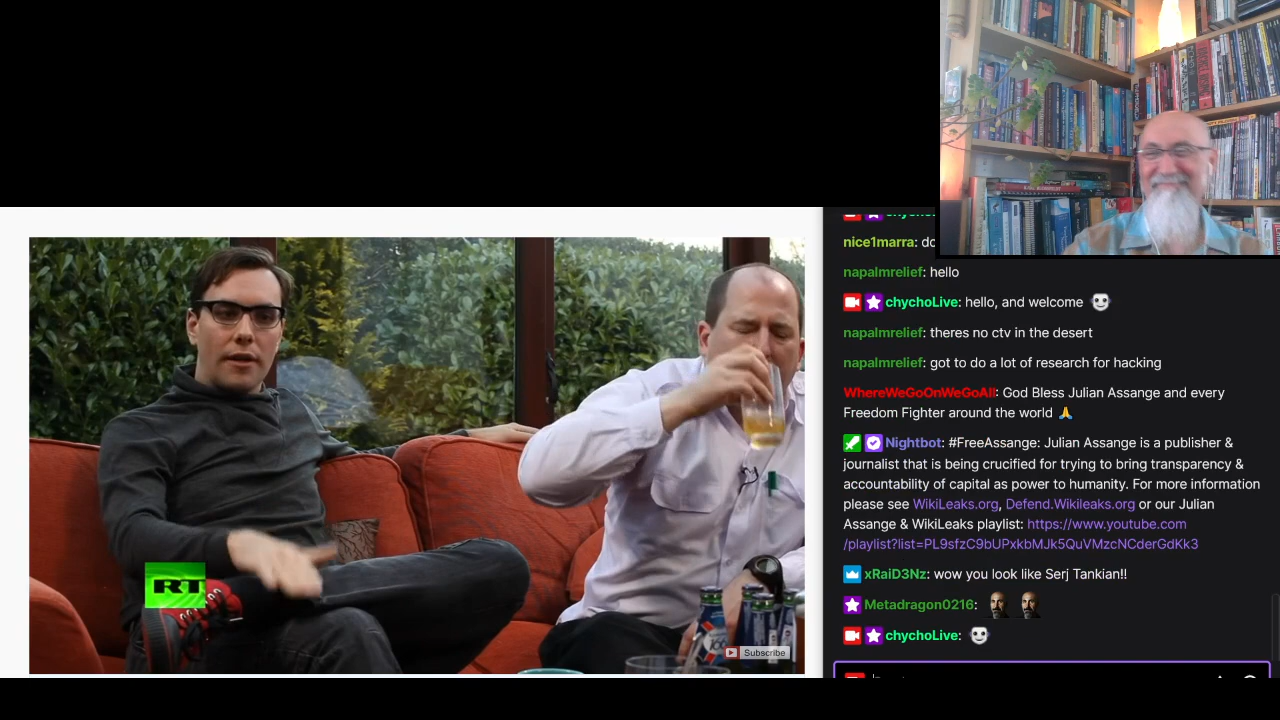 nice1marra: do
napalmrelief: hello
chychoLive: hello, and welcome
napalmrelief: theres no ctv in the desert
napalmrelief: got to do a lot of research for hacking
WhereWeGoOnWeGoAll: God Bless Julian Assange and every
Freedom Fighter around the world 🙏
Nightbot: #FreeAssange: Julian Assange is a publisher &
journalist that is being crucified for trying to bring transparency &
accountability of capital as power to humanity. For more information
please see WikiLeaks.org, Defend.Wikileaks.org or our Julian
Assange & WikiLeaks playlist: https://www.youtube.com
/playlist?list=PL9sfzC9bUPxkbMJk5QuVMzcNCderGdKk3
xRaiD3Nz: wow you look like Serj Tankian!!
Metadragon0216:
chychoLive:
RT
Subscribe